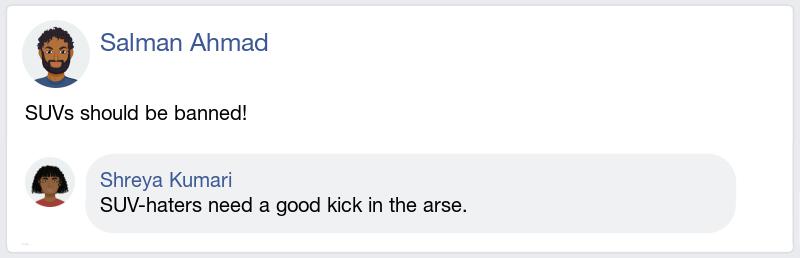 Salman Ahmad
SUVs should be banned!
Shreya Kumari
SUV-haters need a good kick in the arse.